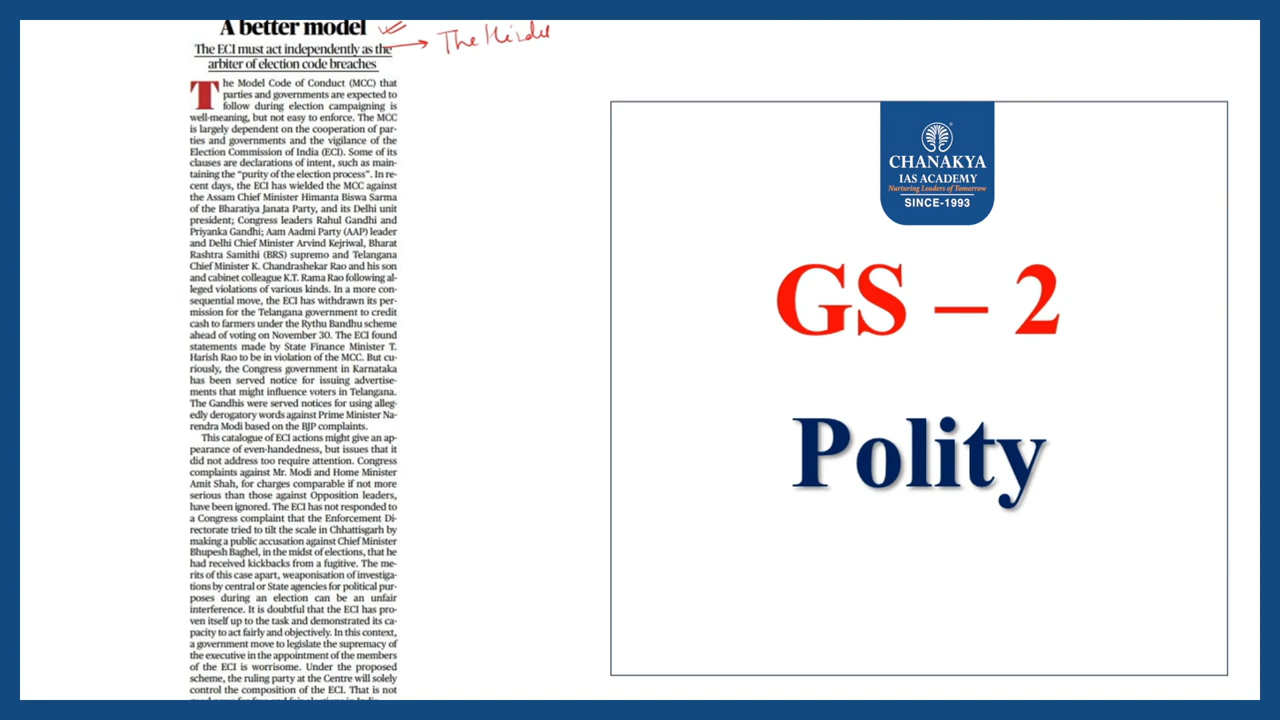 A better model
The ECI must act independently as the
arbiter of election code breaches
The Hindu
The Model Code of Conduct (MCC) that
parties and governments are expected to
follow during election campaigning is
well-meaning, but not easy to enforce. The MCC
is largely dependent on the cooperation of par-
ties and governments and the vigilance of the
Election Commission of India (ECI). Some of its
clauses are declarations of intent, such as main-
taining the “purity of the election process”. In re-
cent days, the ECI has wielded the MCC against
the Assam Chief Minister Himanta Biswa Sarma
of the Bharatiya Janata Party, and its Delhi unit
president; Congress leaders Rahul Gandhi and
Priyanka Gandhi; Aam Aadmi Party (AAP) leader
and Delhi Chief Minister Arvind Kejriwal, Bharat
Rashtra Samithi (BRS) supremo and Telangana
Chief Minister K. Chandrashekar Rao and his son
and cabinet colleague K.T. Rama Rao following al-
leged violations of various kinds. In a more con-
sequential move, the ECI has withdrawn its per-
mission for the Telangana government to credit
cash to farmers under the Rythu Bandhu scheme
ahead of voting on November 30. The ECI found
statements made by State Finance Minister T.
Harish Rao to be in violation of the MCC. But cu-
riously, the Congress government in Karnataka
has been served notice for issuing advertise-
ments that might influence voters in Telangana.
The Gandhis were served notices for using alleg-
edly derogatory words against Prime Minister Na-
rendra Modi based on the BJP complaints.
This catalogue of ECI actions might give an ap-
pearance of even-handedness, but issues that it
did not address too require attention. Congress
complaints against Mr. Modi and Home Minister
Amit Shah, for charges comparable if not more
serious than those against Opposition leaders,
have been ignored. The ECI has not responded to
a Congress complaint that the Enforcement Di-
rectorate tried to tilt the scale in Chhattisgarh by
making a public accusation against Chief Minister
Bhupesh Baghel, in the midst of elections, that he
had received kickbacks from a fugitive. The me-
rits of this case apart, weaponisation of investiga-
tions by central or State agencies for political pur-
poses during an election can be an unfair
interference. It is doubtful that the ECI has pro-
ven itself up to the task and demonstrated its ca-
pacity to act fairly and objectively. In this context,
a government move to legislate the supremacy of
the executive in the appointment of the members
of the ECI is worrisome. Under the proposed
scheme, the ruling party at the Centre will solely
control the composition of the ECI. That is not
CHANAKYA
IAS ACADEMY
Nurturing Leaders of Tomorrow
SINCE-1993
GS – 2
Polity